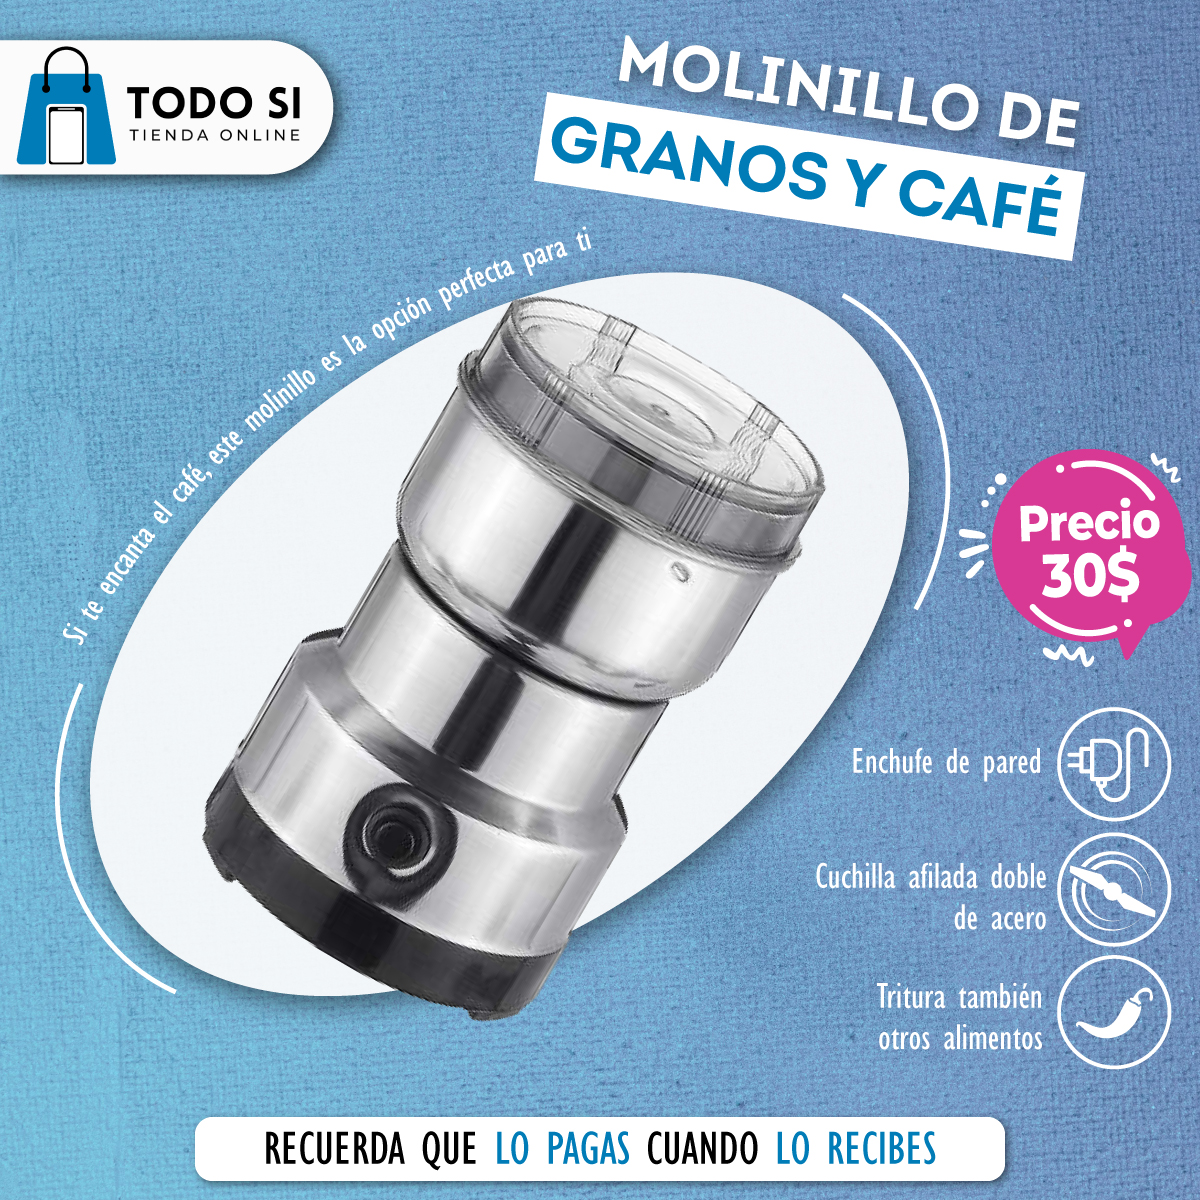 TODO SI
TIENDA ONLINE
MOLINILLO DE
GRANOS Y CAFÉ
Si te encanta el café, este molinillo es la opción perfecta para ti
Precio
30$
Enchufe de pared
Cuchilla afilada doble
de acero
Tritura también
otros alimentos
RECUERDA QUE LO PAGAS CUANDO LO RECIBES